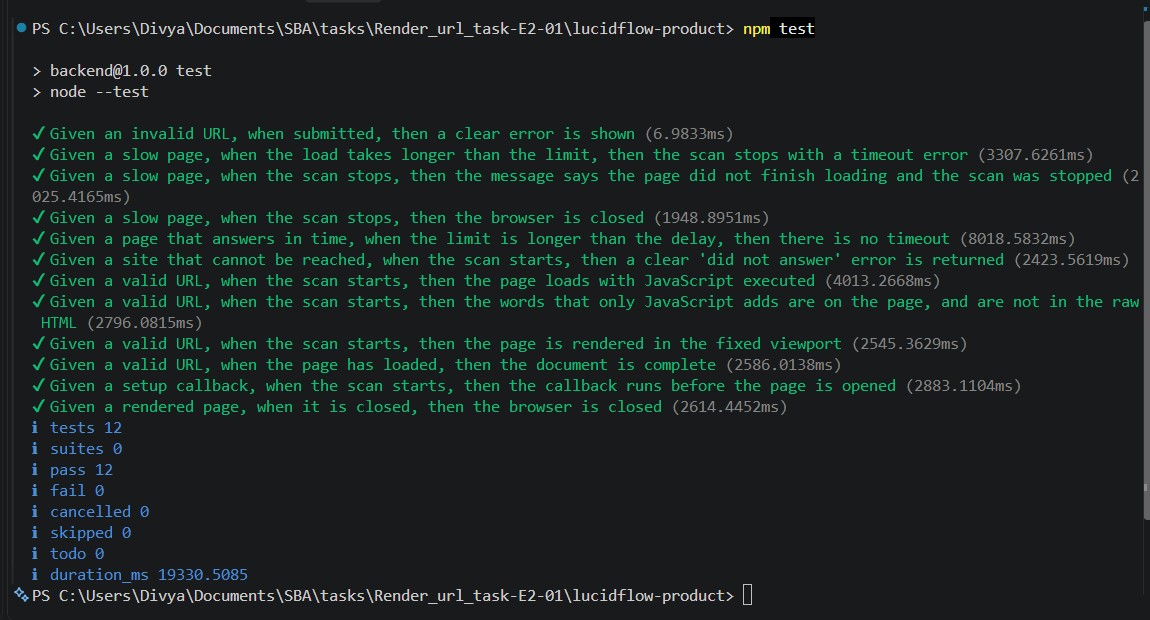 PS C:\Users\Divya\Documents\SBA\tasks\Render_url_task-E2-01\lucidflow-product> npm test
> backend@1.0.0 test
> node --test
✔ Given an invalid URL, when submitted, then a clear error is shown (6.9833ms)
✔ Given a slow page, when the load takes longer than the limit, then the scan stops with a timeout error (3307.6261ms)
✔ Given a slow page, when the scan stops, then the message says the page did not finish loading and the scan was stopped (2
025.4165ms)
✔ Given a slow page, when the scan stops, then the browser is closed (1948.8951ms)
✔ Given a page that answers in time, when the limit is longer than the delay, then there is no timeout (8018.5832ms)
✔ Given a site that cannot be reached, when the scan starts, then a clear 'did not answer' error is returned (2423.5619ms)
✔ Given a valid URL, when the scan starts, then the page loads with JavaScript executed (4013.2668ms)
✔ Given a valid URL, when the scan starts, then the words that only JavaScript adds are on the page, and are not in the raw
HTML (2796.0815ms)
✔ Given a valid URL, when the scan starts, then the page is rendered in the fixed viewport (2545.3629ms)
✔ Given a valid URL, when the page has loaded, then the document is complete (2586.0138ms)
✔ Given a setup callback, when the scan starts, then the callback runs before the page is opened (2883.1104ms)
✔ Given a rendered page, when it is closed, then the browser is closed (2614.4452ms)
ℹ tests 12
ℹ suites 0
ℹ pass 12
ℹ fail 0
ℹ cancelled 0
ℹ skipped 0
ℹ todo 0
ℹ duration_ms 19330.5085
PS C:\Users\Divya\Documents\SBA\tasks\Render_url_task-E2-01\lucidflow-product>